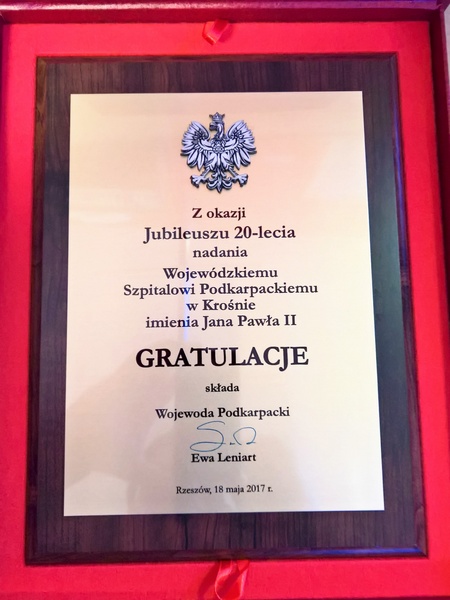 Z okazji
Jubileuszu 20-lecia
nadania
Wojewódzkiemu
Szpitalowi Podkarpackiemu
w Krośnie
imienia Jana Pawła II
GRATULACJE
składa
Wojewoda Podkarpacki
Ewa Leniart
Rzeszów, 18 maja 2017 r.